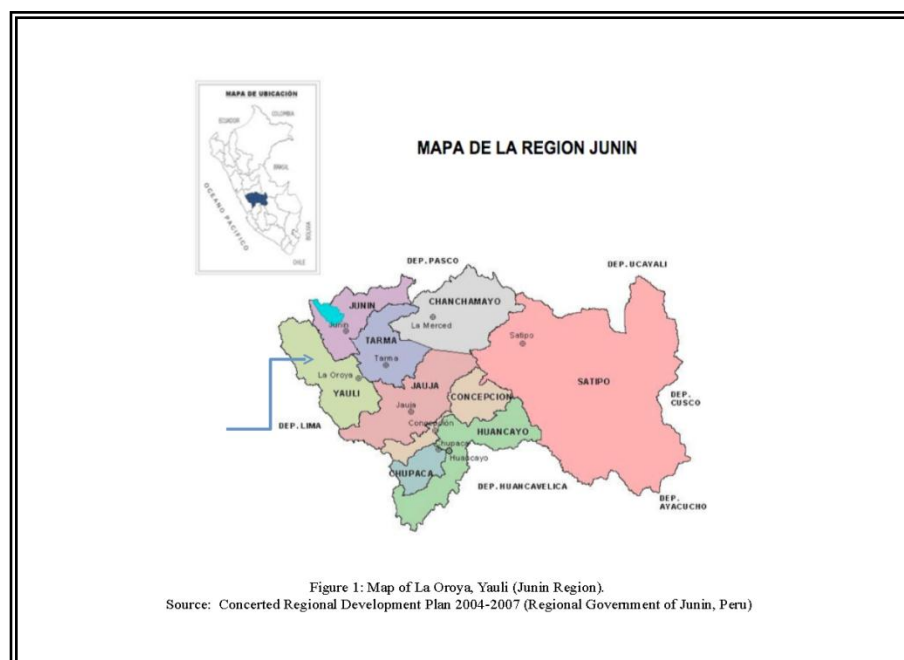 MAPA DE UBICACIÓN
ECUADOR
COLOMBIA
BRASIL
OCEANO PACIFICO
BOLIVIA
CHILE
MAPA DE LA REGION JUNIN
DEP. PASCO
DEP. UCAYALI
JUNIN
CHANCHAMAYO
Junin
La Merced
TARMA
Satipo
Tarma
La Oroya
JAUJA
SATIPO
YAULI
CONCEPCION
DEP. CUSCO
Jauja
DEP. LIMA
Concepción
HUANCAYO
Chupaca
Huancayo
CHUPACA
DEP. HUANCAVELICA
DEP.
AYACUCHO
Figure 1: Map of La Oroya, Yauli (Junin Region).
Source: Concerted Regional Development Plan 2004-2007 (Regional Government of Junin, Peru)